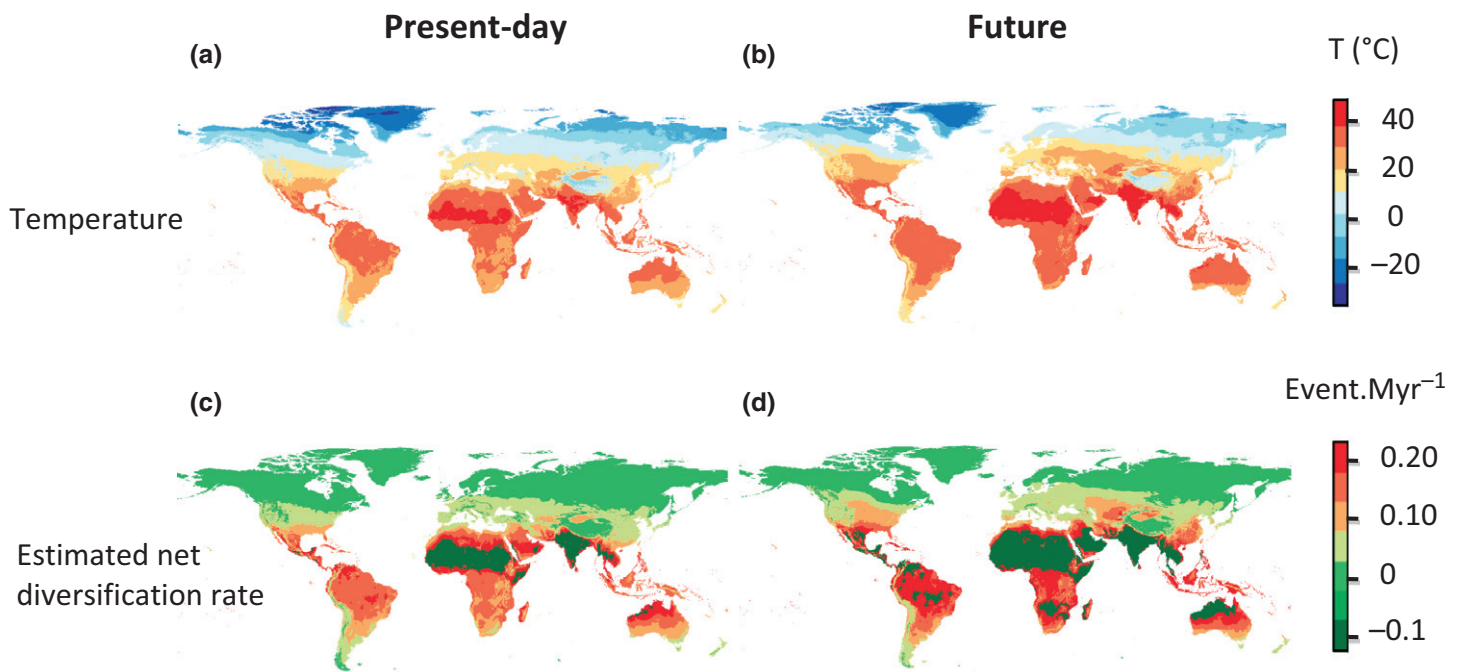 Present-day
Future
(a)
(b)
T (°C)
40
20
0
–20
Temperature
(c)
(d)
Event.Myr–1
0.20
0.10
0
–0.1
Estimated net
diversification rate